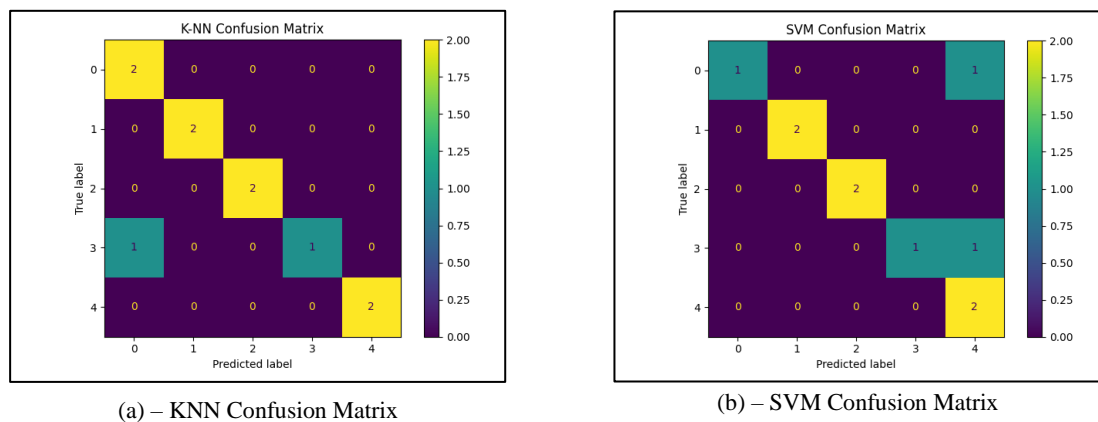 K-NN Confusion Matrix
2.00
0 2 0 0 0 0
1.75
1.50
1 0 2 0 0 0
1.25
True label
2 0 0 2 0 0
1.00
0.75
3 1 0 0 1 0
0.50
4 0 0 0 0 2
0.25
0.00
0 1 2 3 4
Predicted label
(a) – KNN Confusion Matrix
SVM Confusion Matrix
2.00
0 1 0 0 0 1
1.75
1.50
1 0 2 0 0 0
1.25
True label
2 0 0 2 0 0
1.00
0.75
3 0 0 0 1 1
0.50
4 0 0 0 0 2
0.25
0.00
0 1 2 3 4
Predicted label
(b) – SVM Confusion Matrix